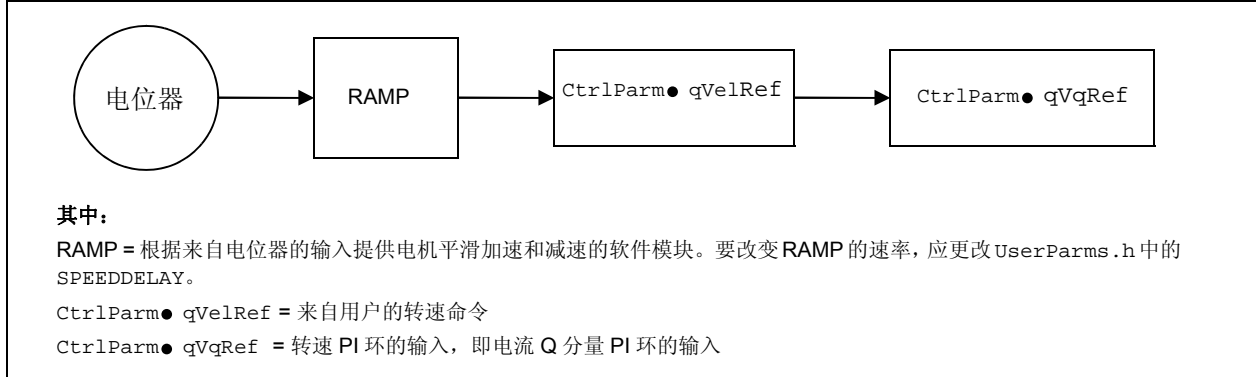 电位器
RAMP
CtrlParm● qVelRef
CtrlParm● qVqRef
其中：
RAMP = 根据来自电位器的输入提供电机平滑加速和减速的软件模块。要改变 RAMP 的速率，应更改 UserParms.h 中的
SPEEDDELAY。
CtrlParm● qVelRef = 来自用户的转速命令
CtrlParm● qVqRef = 转速 PI 环的输入，即电流 Q 分量 PI 环的输入